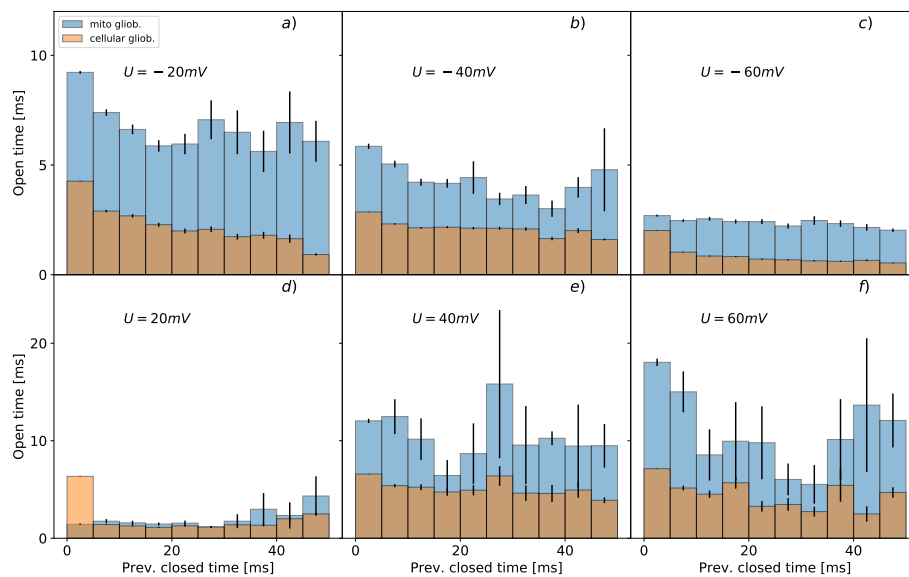 a)
b)
c)
mito gliob.
cellular gliob.
U = −20mV
U = −40mV
U = −60mV
Open time [ms]
10
5
0
d)
e)
f)
U = 20mV
U = 40mV
U = 60mV
Open time [ms]
20
10
0
0 20 40
0 20 40
0 20 40
Prev. closed time [ms]
Prev. closed time [ms]
Prev. closed time [ms]